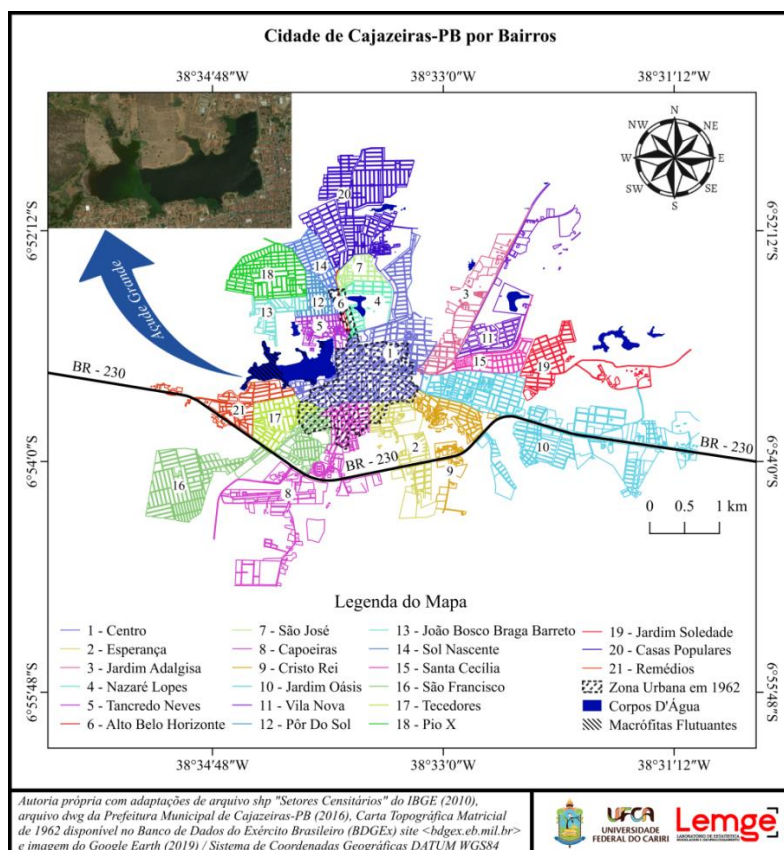 Cidade de Cajazeiras-PB por Bairros
38°34'48"W
38°33'0"W
38°31'12"W
N
NW
NE
W
E
SW
SE
S
6°52'12"S
6°52'12"S
20
14
7
18
12
6
4
13
5
3
11
1
15
19
Açude Grande
BR - 230
21
17
2
BR - 230
9
10
BR - 230
16
8
6°54'0"S
6°54'0"S
0 0.5 1 km
Legenda do Mapa
1 - Centro
2 - Esperança
3 - Jardim Adalgisa
4 - Nazaré Lopes
5 - Tancredo Neves
6 - Alto Belo Horizonte
7 - São José
8 - Capoeiras
9 - Cristo Rei
10 - Jardim Oásis
11 - Vila Nova
12 - Pôr Do Sol
13 - João Bosco Braga Barreto
14 - Sol Nascente
15 - Santa Cecília
16 - São Francisco
17 - Tecedores
18 - Pio X
19 - Jardim Soledade
20 - Casas Populares
21 - Remédios
Zona Urbana em 1962
Corpos D'Água
Macrófitas Flutuantes
6°55'48"S
6°55'48"S
38°34'48"W
38°33'0"W
38°31'12"W
Autoria própria com adaptações de arquivo shp "Setores Censitários" do IBGE (2010),
arquivo dwg da Prefeitura Municipal de Cajazeiras-PB (2016), Carta Topográfica Matricial
de 1962 disponível no Banco de Dados do Exército Brasileiro (BDGEx) site <bdgex.eb.mil.br>
e imagem do Google Earth (2019) / Sistema de Coordenadas Geográficas DATUM WGS84
UFCA
UNIVERSIDADE
FEDERAL DO CARIRI
Lemge